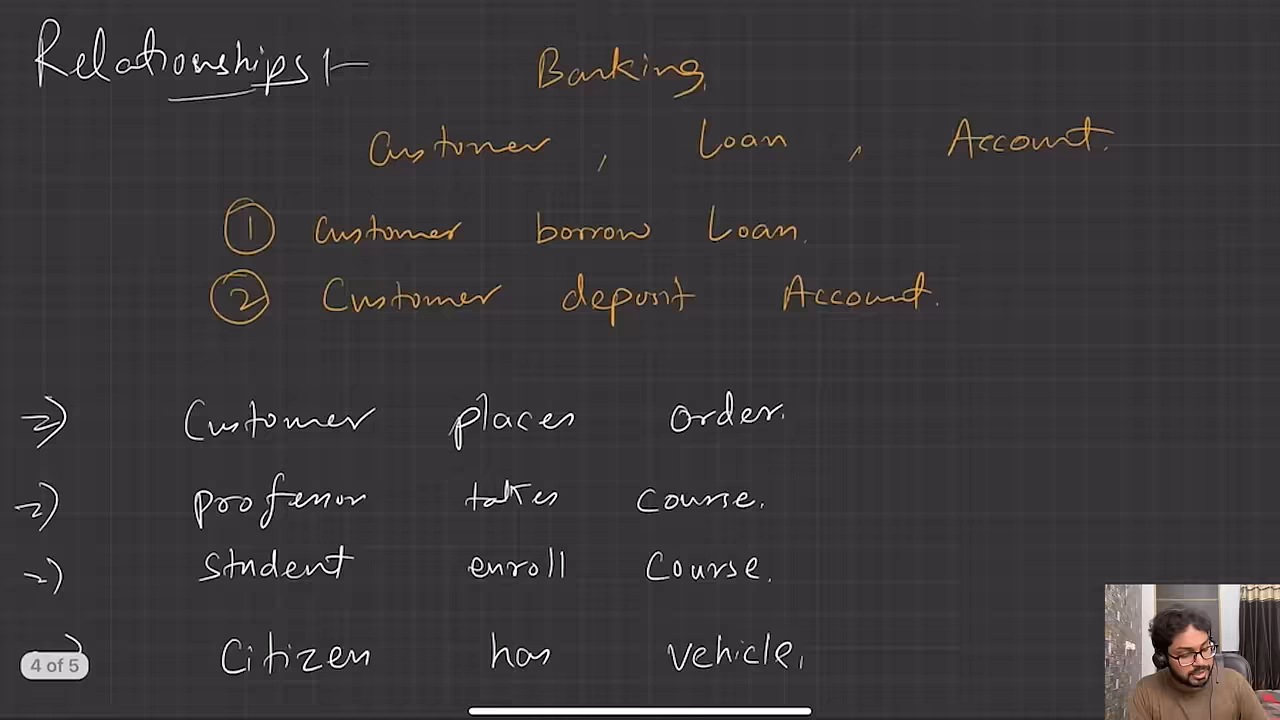 Relationships :-
Banking
Customer , Loan , Account.
① Customer borrow Loan.
② Customer deposit Account.
=) Customer places order.
=) professor takes course.
=) Student enroll Course.
=) Citizen has vehicle.
4 of 5